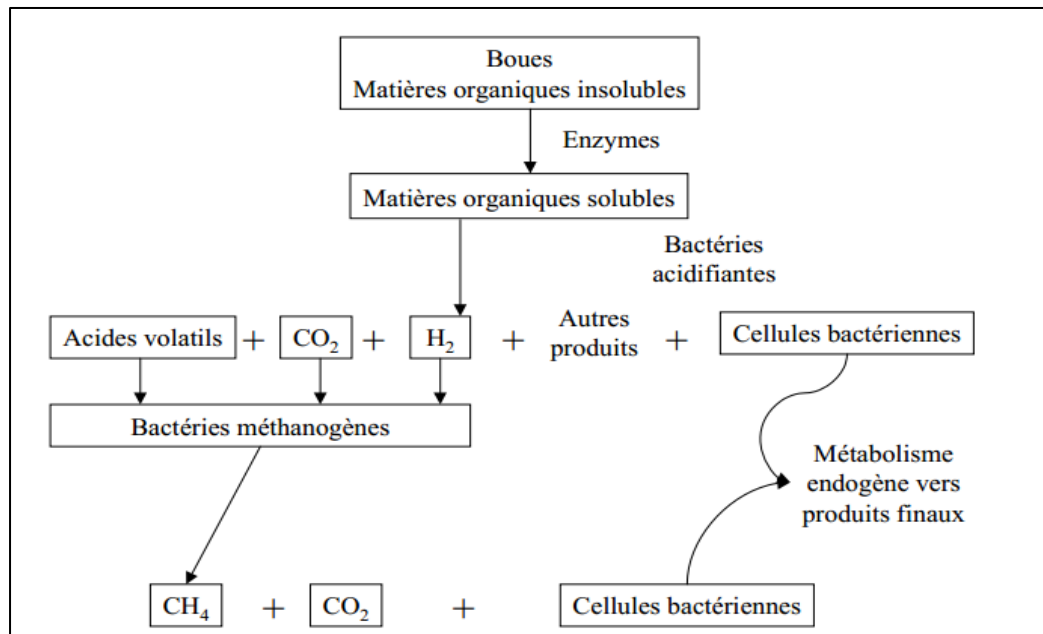 Boues
Matières organiques insolubles
Enzymes
Matières organiques solubles
Bactéries
acidifiantes
Acides volatils + CO₂ + H₂ + Autres produits + Cellules bactériennes
Bactéries méthanogènes
Métabolisme
endogène vers
produits finaux
CH₄ + CO₂ + Cellules bactériennes